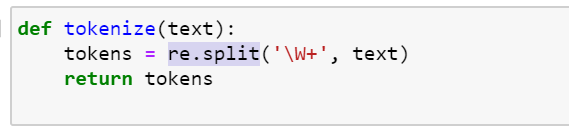 def tokenize(text):
    tokens = re.split('\W+', text)
    return tokens